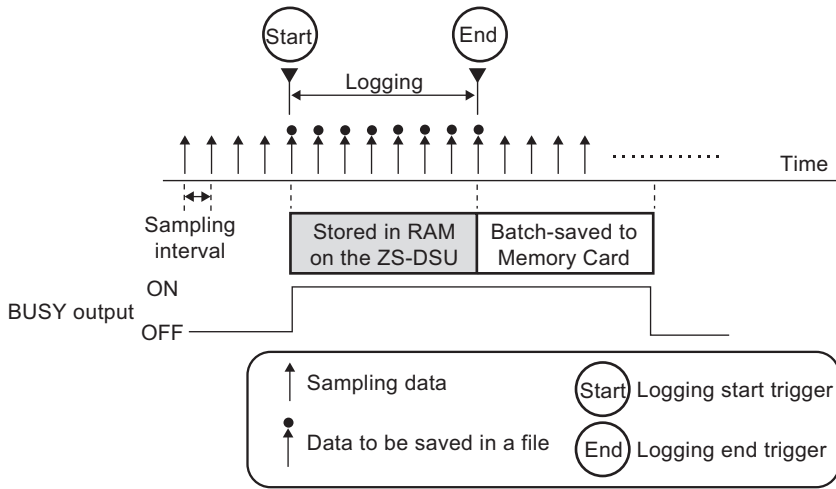 Start
End
Logging
Time
Sampling
interval
Stored in RAM
on the ZS-DSU
Batch-saved to
Memory Card
ON
BUSY output
OFF
Sampling data
Start
Logging start trigger
Data to be saved in a file
End
Logging end trigger